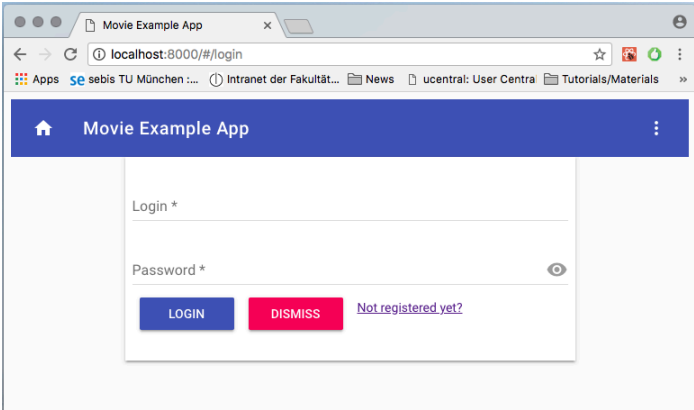 Movie Example App
localhost:8000/#/login
Apps se sebis TU München :... Intranet der Fakultät... News ucentral: User Centra Tutorials/Materials »
Movie Example App
Login *
Password *
LOGIN DISMISS Not registered yet?